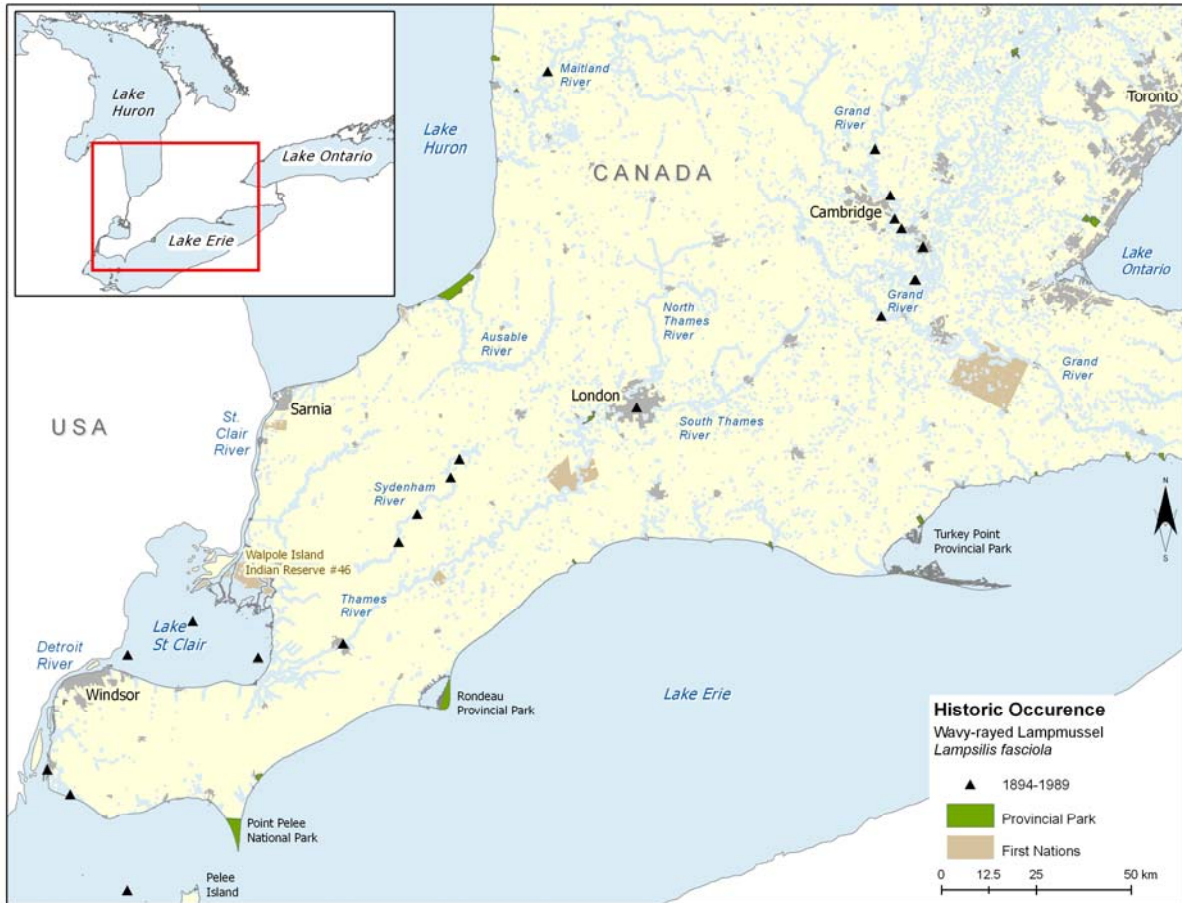 Lake
Huron
Lake Ontario
Lake Erie
Maitland
River
Grand
River
Toronto
Lake
Huron
CANADA
Cambridge
Lake
Ontario
Grand
River
North
Thames
River
Ausable
River
Grand
River
Sarnia
London
USA
St.
Clair
River
South Thames
River
Sydenham
River
N
S
Turkey Point
Provincial Park
Walpole Island
Indian Reserve #46
Thames
River
Lake
St Clair
Detroit
River
Windsor
Rondeau
Provincial Park
Lake Erie
Point Pelee
National Park
Pelee
Island
Historic Occurence
Wavy-rayed Lampmussel
Lampsilis fasciola
1894-1989
Provincial Park
First Nations
0 12.5 25 50 km